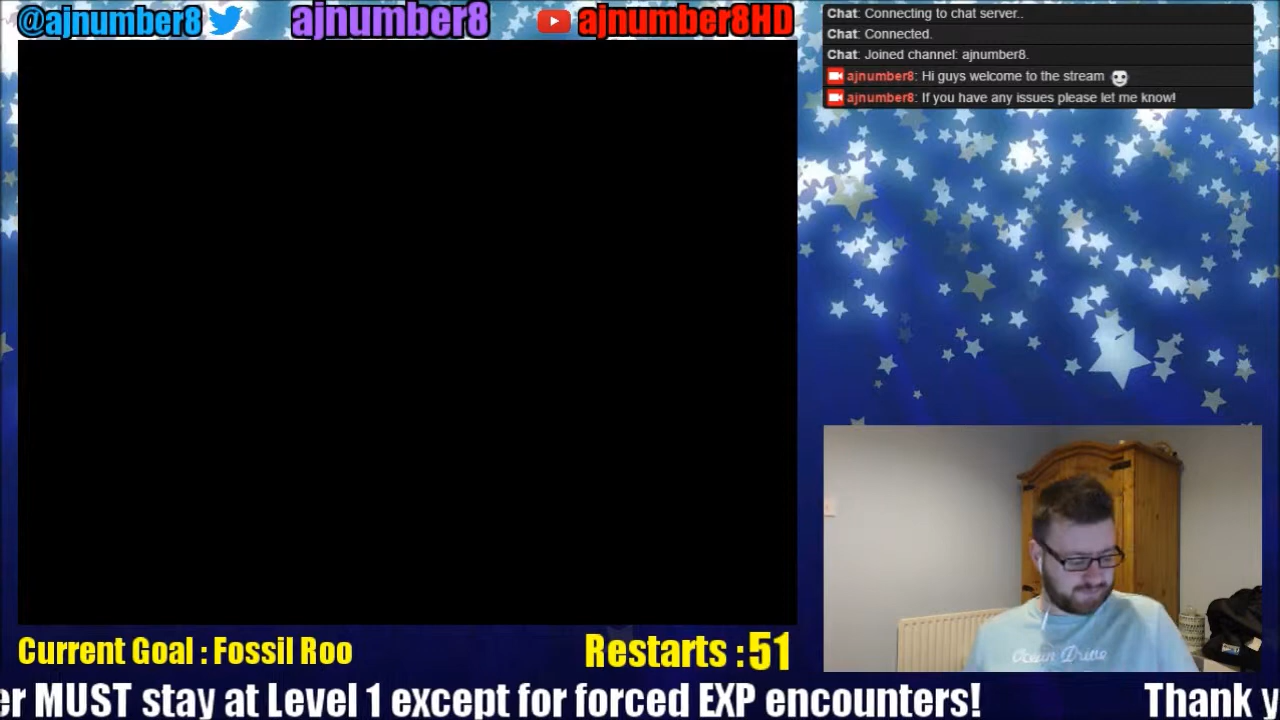 @ajnumber8 ajnumber8 ajnumber8HD
Chat: Connecting to chat server..
Chat: Connected.
Chat: Joined channel: ajnumber8.
ajnumber8: Hi guys welcome to the stream
ajnumber8: If you have any issues please let me know!
Ocean Drive
Current Goal : Fossil Roo
Restarts : 51
er MUST stay at Level 1 except for forced EXP encounters! Thank y